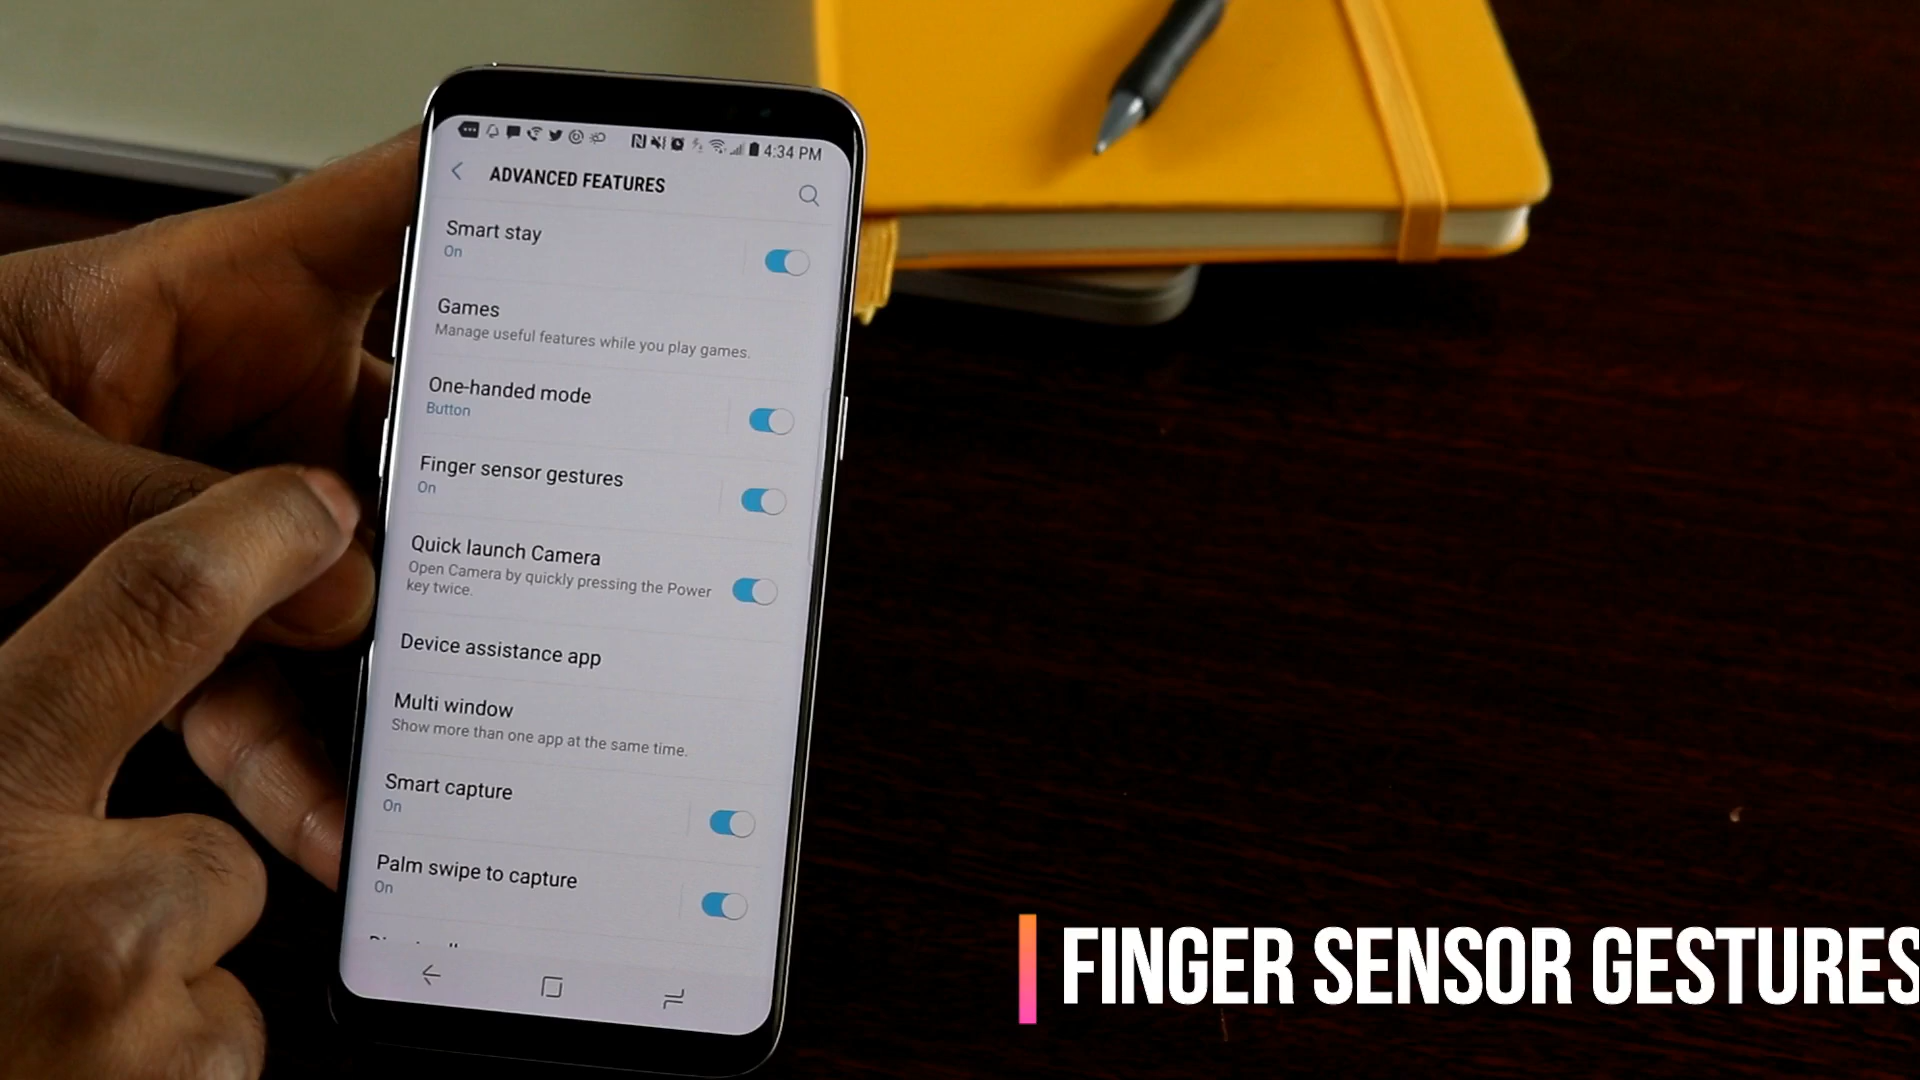 4:34 PM
ADVANCED FEATURES
Smart stay
On
Games
Manage useful features while you play games.
One-handed mode
Button
Finger sensor gestures
On
Quick launch Camera
Open Camera by quickly pressing the Power
key twice.
Device assistance app
Multi window
Show more than one app at the same time.
Smart capture
On
Palm swipe to capture
On
FINGER SENSOR GESTURES